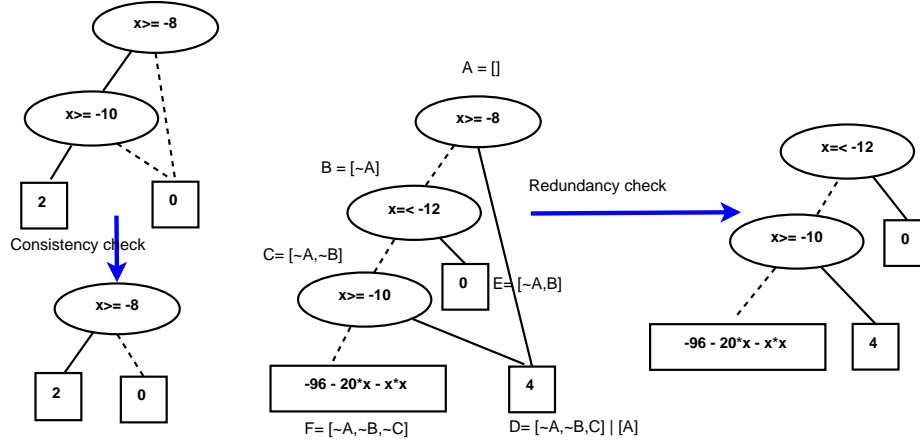 x>= -8
x>= -10
2
0
Consistency check
x>= -8
2
0
A = []
x>= -8
B = [~A]
x=< -12
C= [~A,~B]
0
E= [~A,B]
x>= -10
-96 - 20*x - x*x
4
F= [~A,~B,~C]
D= [~A,~B,C] | [A]
Redundancy check
x=< -12
0
x>= -10
-96 - 20*x - x*x
4